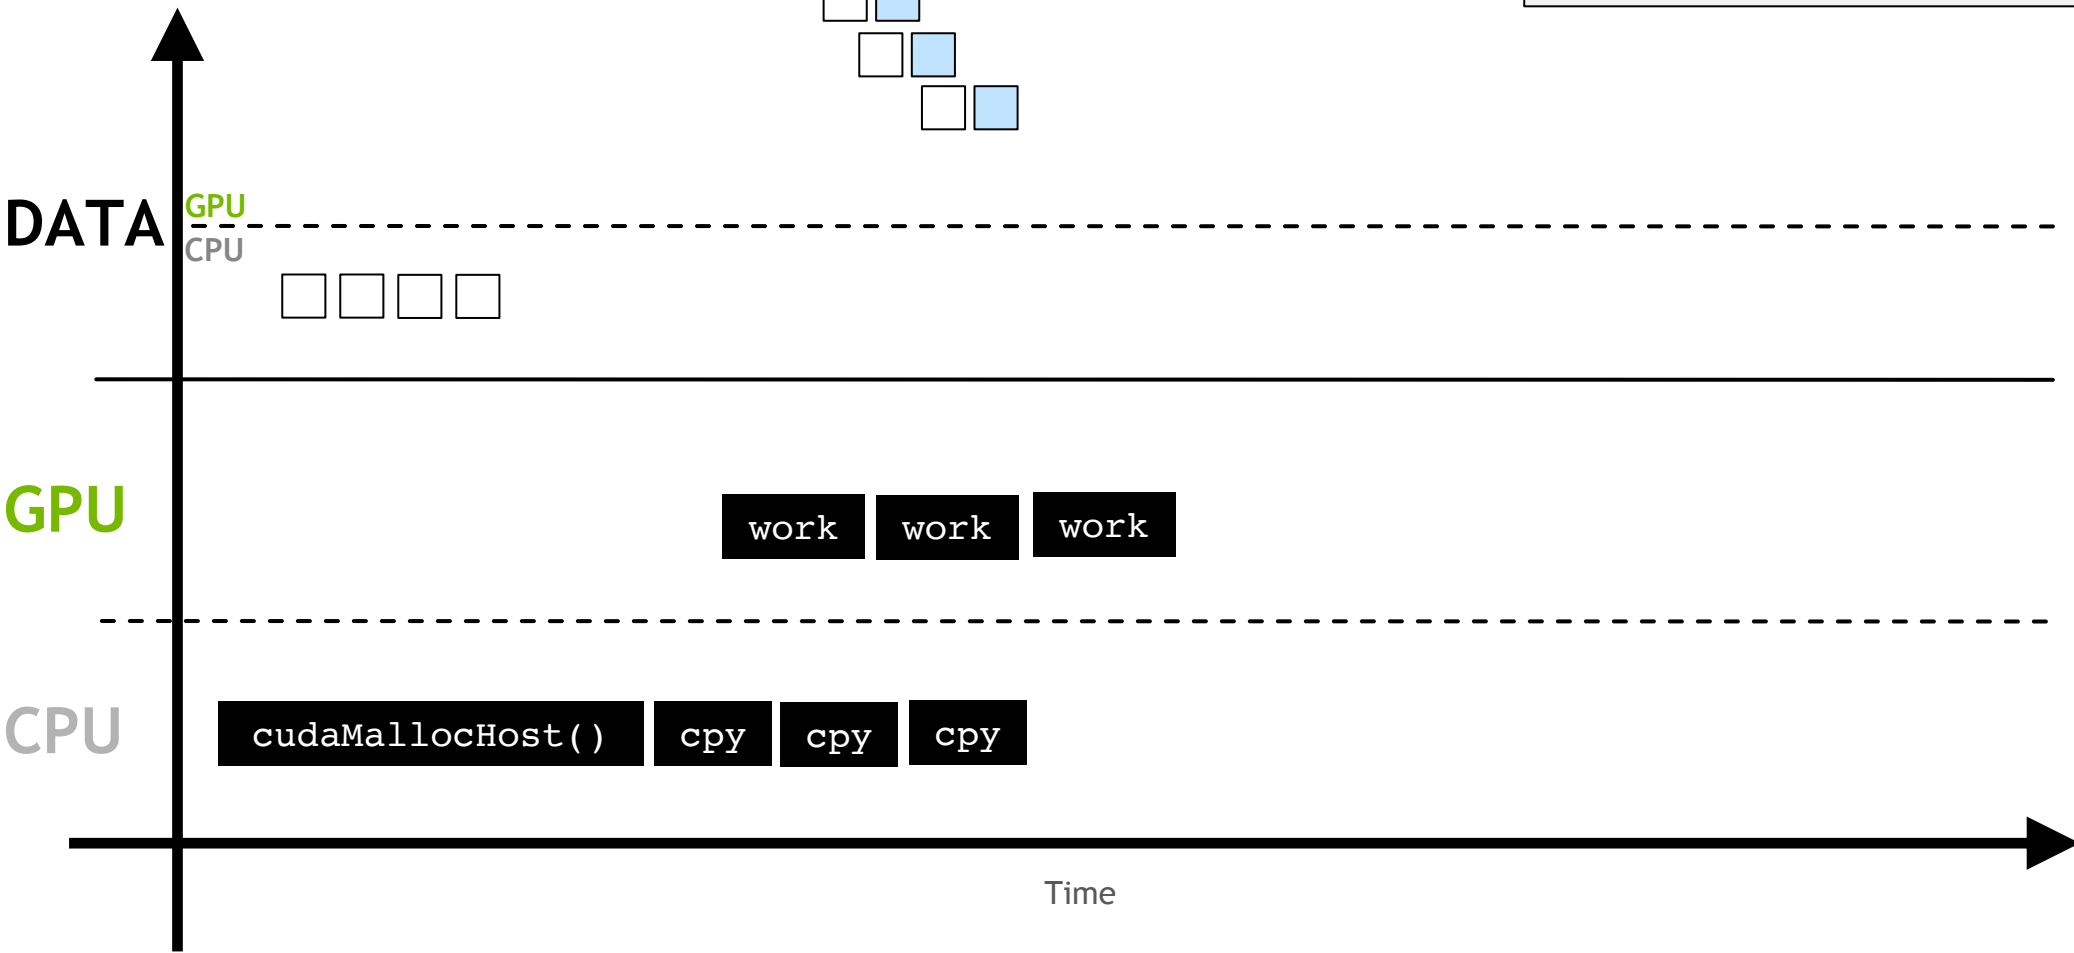 GPU
DATA
CPU
GPU
work work work
CPU
cudaMallocHost() cpy cpy cpy
Time